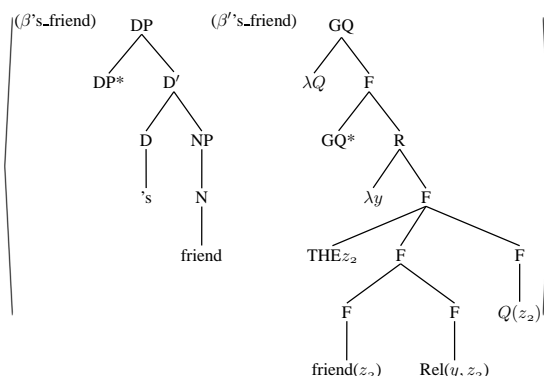 (β's_friend) DP (β′'s_friend) GQ
DP* D′ λQ F
D NP GQ* R
's N λy F
friend THEz₂ F F
F F Q(z₂)
friend(z₂) Rel(y, z₂)